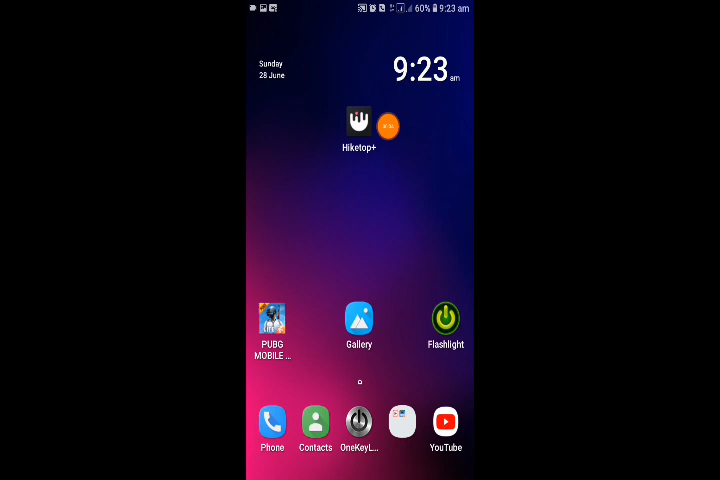 60% 9:23 am
Sunday
28 June
9:23 am
Hiketop+
PUBG
MOBILE ...
Gallery
Flashlight
Phone
Contacts
OneKeyL...
YouTube